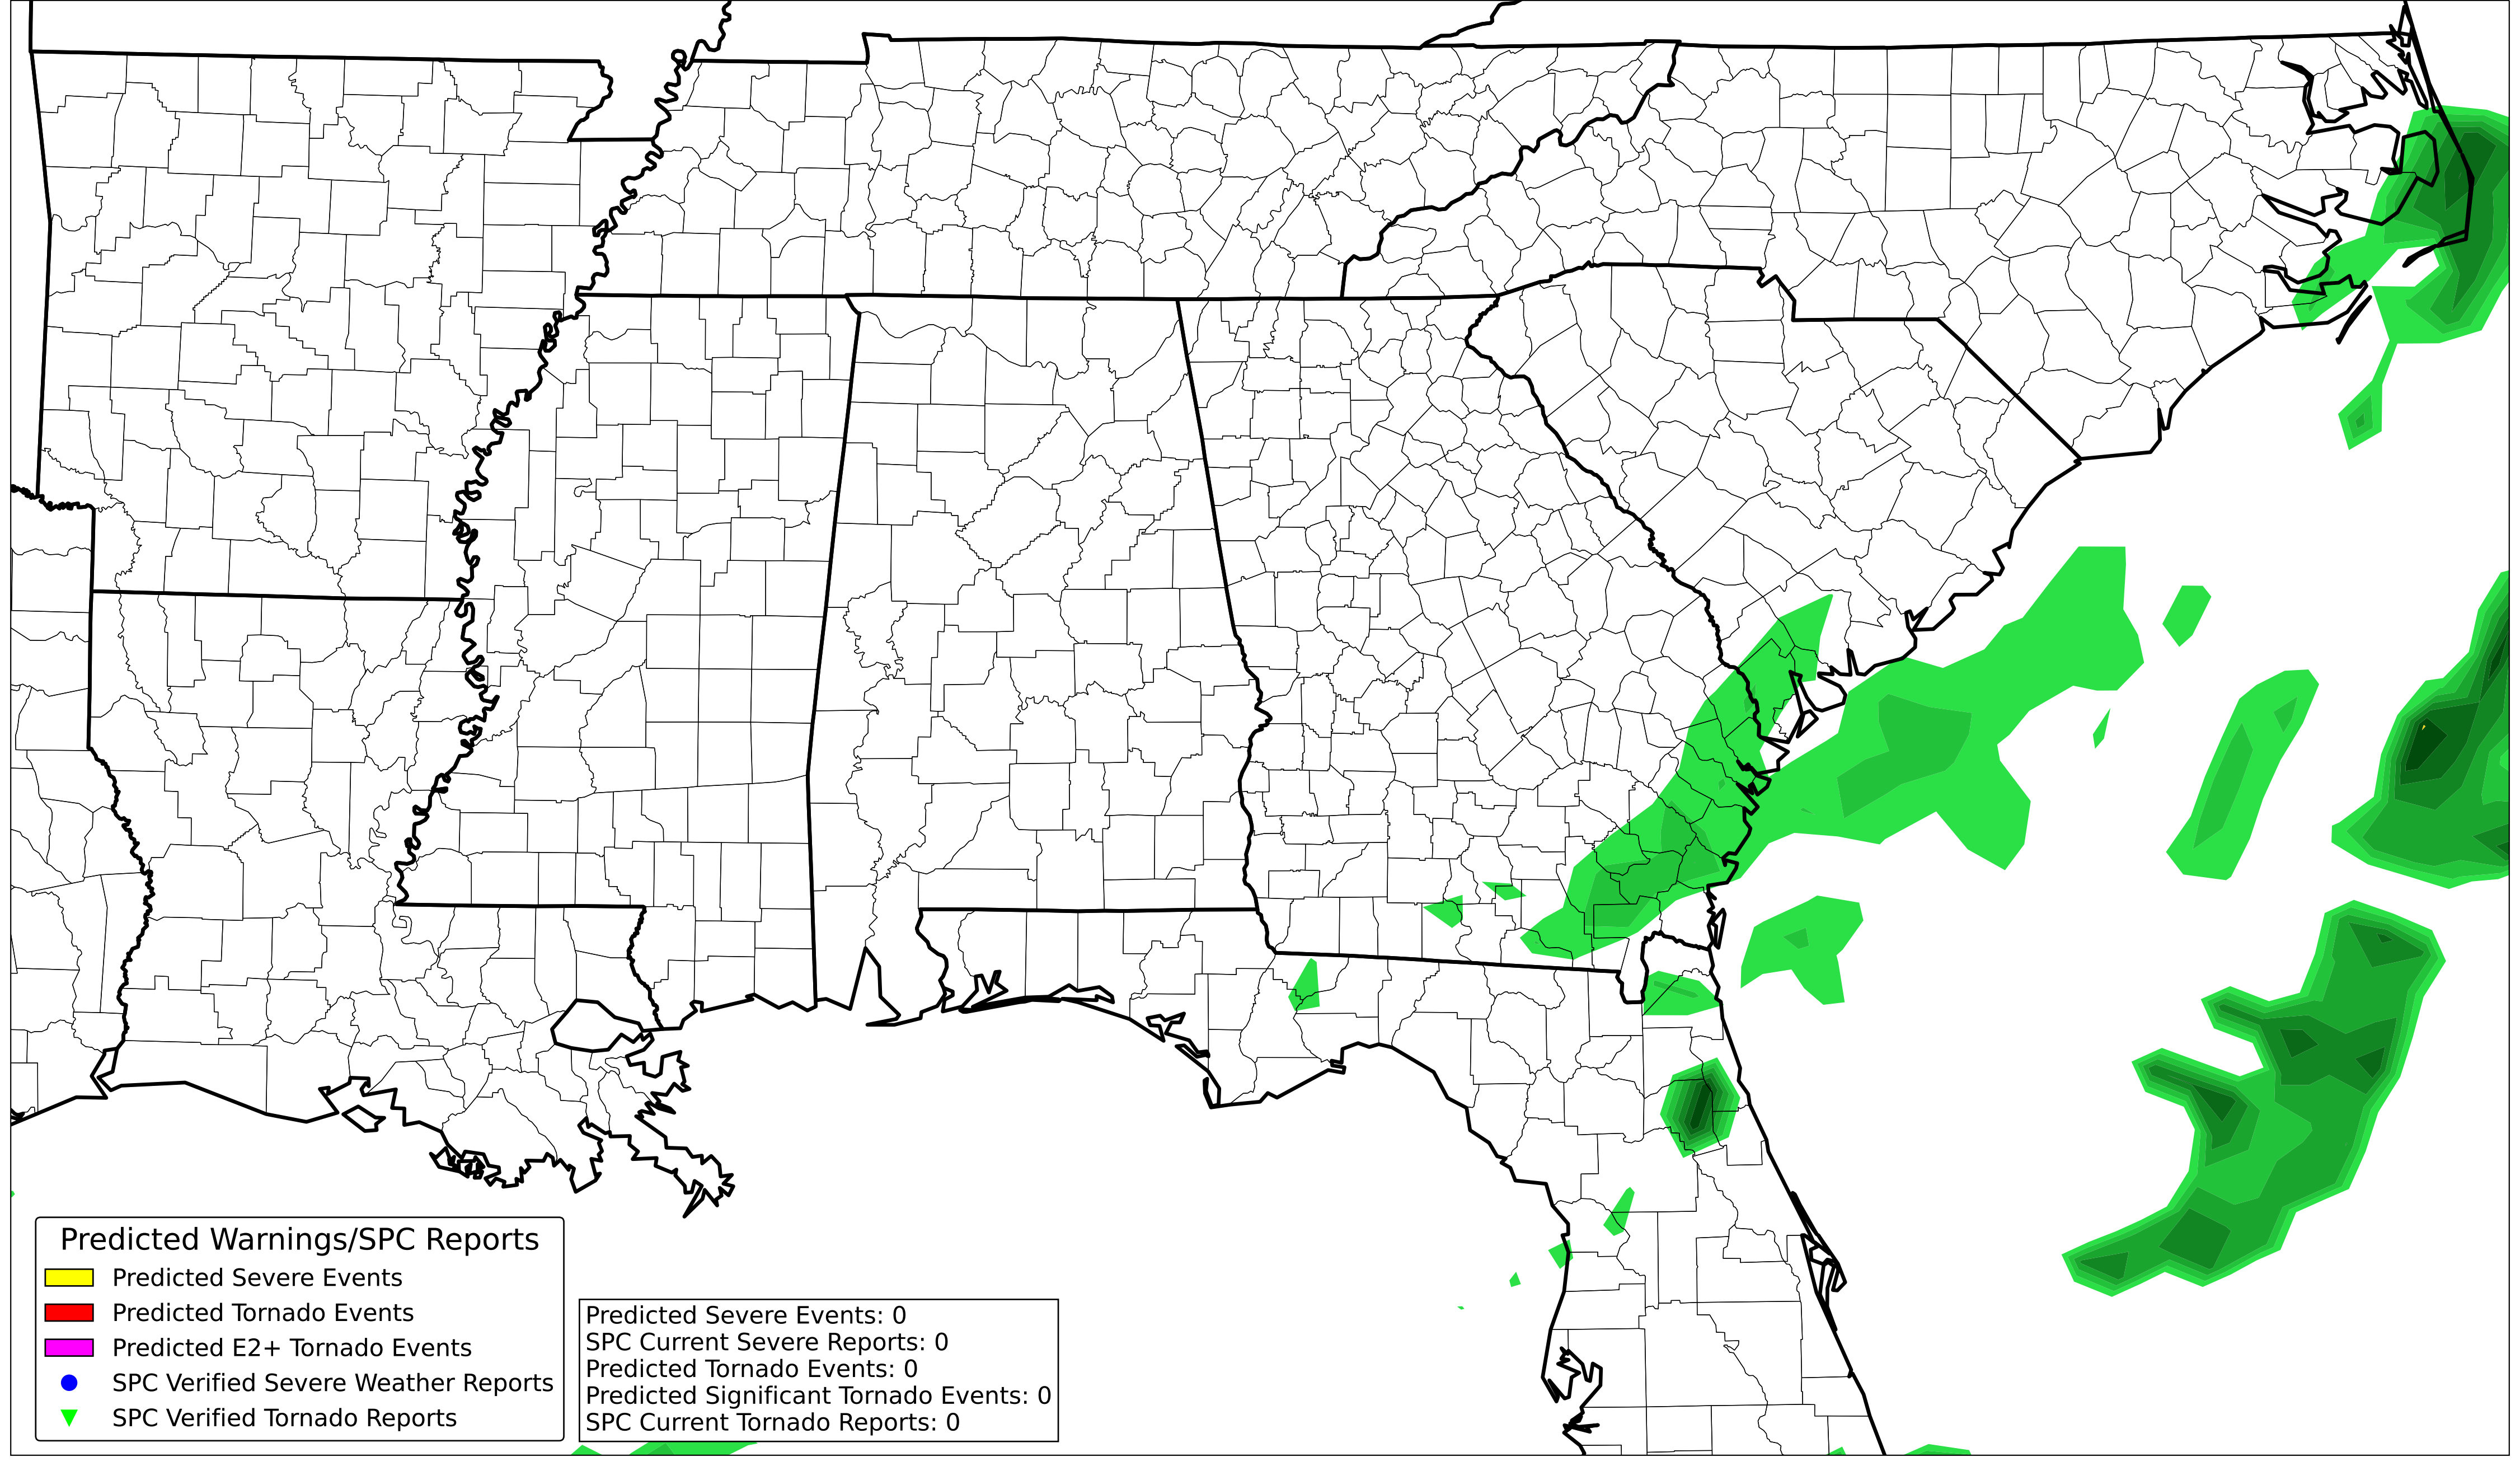 Predicted Warnings/SPC Reports
Predicted Severe Events
Predicted Tornado Events
Predicted E2+ Tornado Events
SPC Verified Severe Weather Reports
SPC Verified Tornado Reports
Predicted Severe Events: 0
SPC Current Severe Reports: 0
Predicted Tornado Events: 0
Predicted Significant Tornado Events: 0
SPC Current Tornado Reports: 0